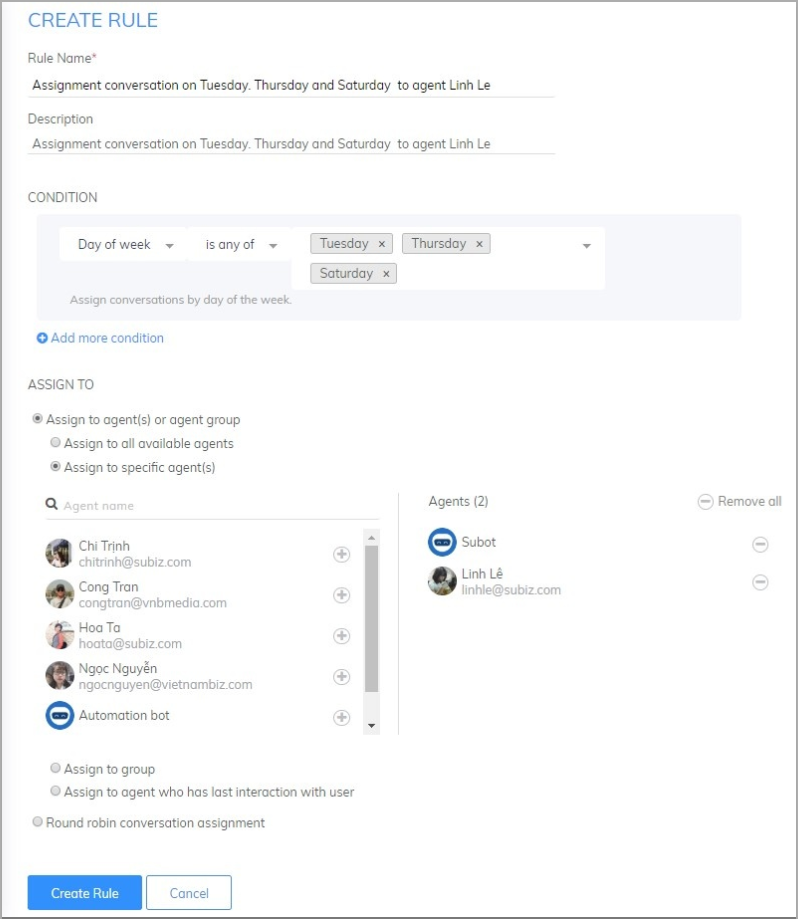 CREATE RULE
Rule Name*
Assignment conversation on Tuesday. Thursday and Saturday  to agent Linh Le
Description
Assignment conversation on Tuesday. Thursday and Saturday  to agent Linh Le
CONDITION
Day of week is any of Tuesday × Thursday ×
Saturday ×
Assign conversations by day of the week.
Add more condition
ASSIGN TO
Assign to agent(s) or agent group
Assign to all available agents
Assign to specific agent(s)
Agent name
Chi Trịnh
chitrinh@subiz.com
Cong Tran
congtran@vnbmedia.com
Hoa Ta
hoata@subiz.com
Ngọc Nguyễn
ngocnguyen@vietnambiz.com
Automation bot
Agents (2) Remove all
Subot
Linh Lê
linhle@subiz.com
Assign to group
Assign to agent who has last interaction with user
Round robin conversation assignment
Create Rule Cancel